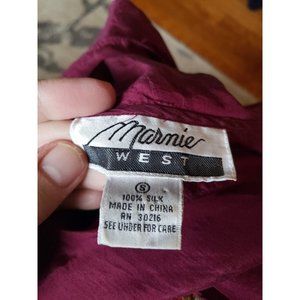 Marnie
WEST
S
100% SILK
MADE IN CHINA
RN 30216
SEE UNDER FOR CARE